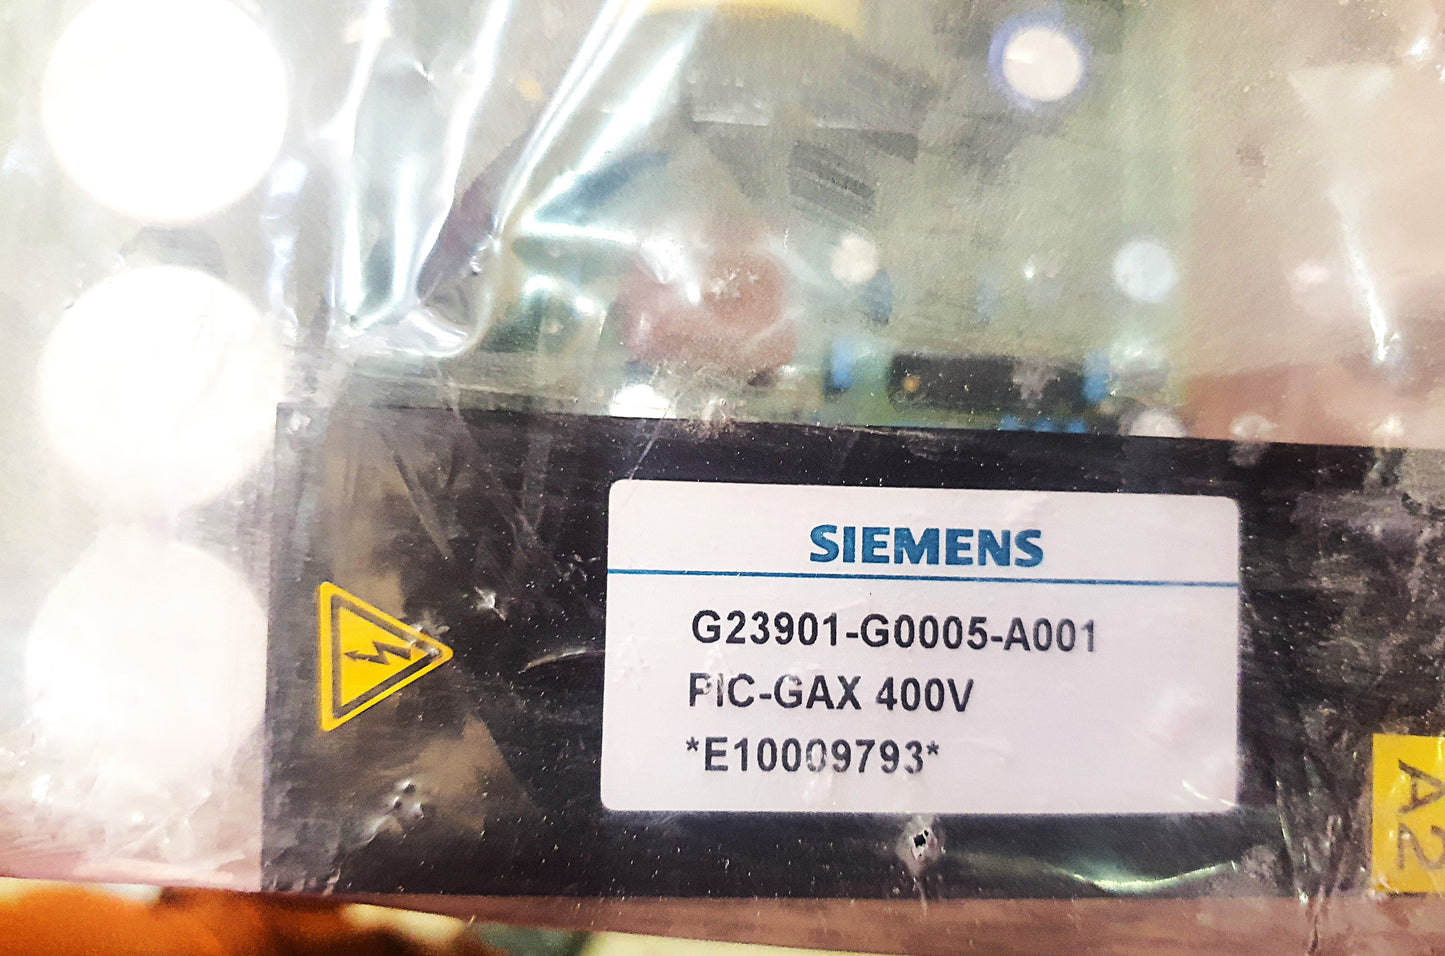 SIEMENS
G23901-G0005-A001
PIC-GAX 400V
*E10009793*
A2